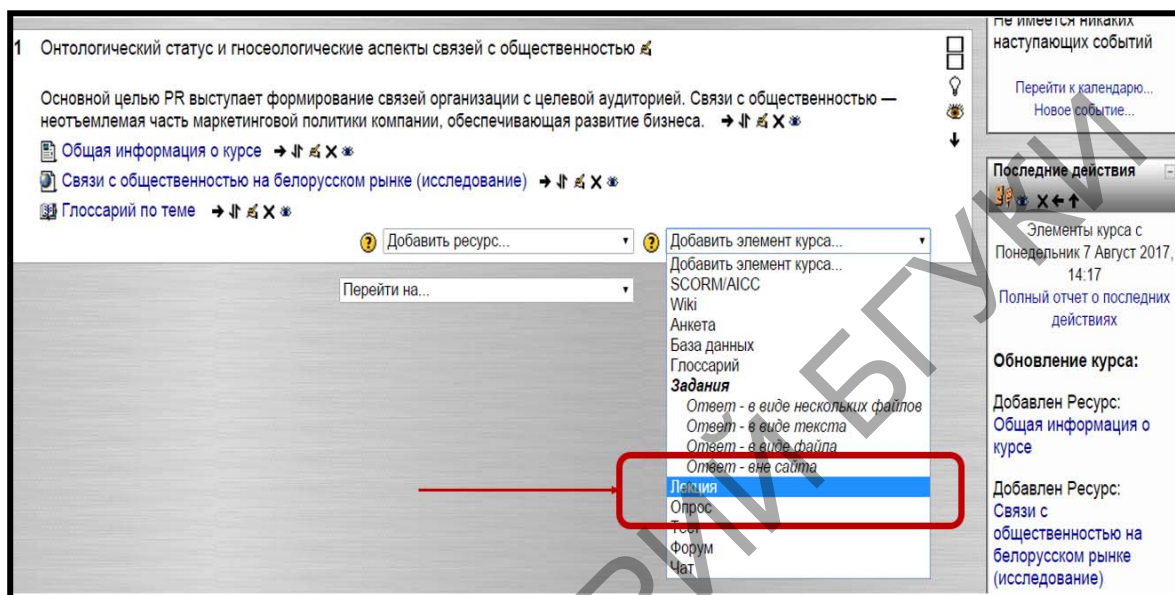 1 Онтологический статус и гносеологические аспекты связей с общественностью
Основной целью PR выступает формирование связей организации с целевой аудиторией. Связи с общественностью —
неотъемлемая часть маркетинговой политики компании, обеспечивающая развитие бизнеса.
Общая информация о курсе
Связи с общественностью на белорусском рынке (исследование)
Глоссарий по теме
Добавить ресурс...
Добавить элемент курса...
Перейти на...
Добавить элемент курса...
SCORM/AICC
Wiki
Анкета
База данных
Глоссарий
Задания
Ответ - в виде нескольких файлов
Ответ - в виде текста
Ответ - в виде файла
Ответ - вне сайта
Лекция
Опрос
Тест
Форум
Чат
Не имеется никаких
наступающих событий
Перейти к календарю...
Новое событие...
Последние действия
Элементы курса с
Понедельник 7 Август 2017,
14:17
Полный отчет о последних
действиях
Обновление курса:
Добавлен Ресурс:
Общая информация о
курсе
Добавлен Ресурс:
Связи с
общественностью на
белорусском рынке
(исследование)
БГУКИ